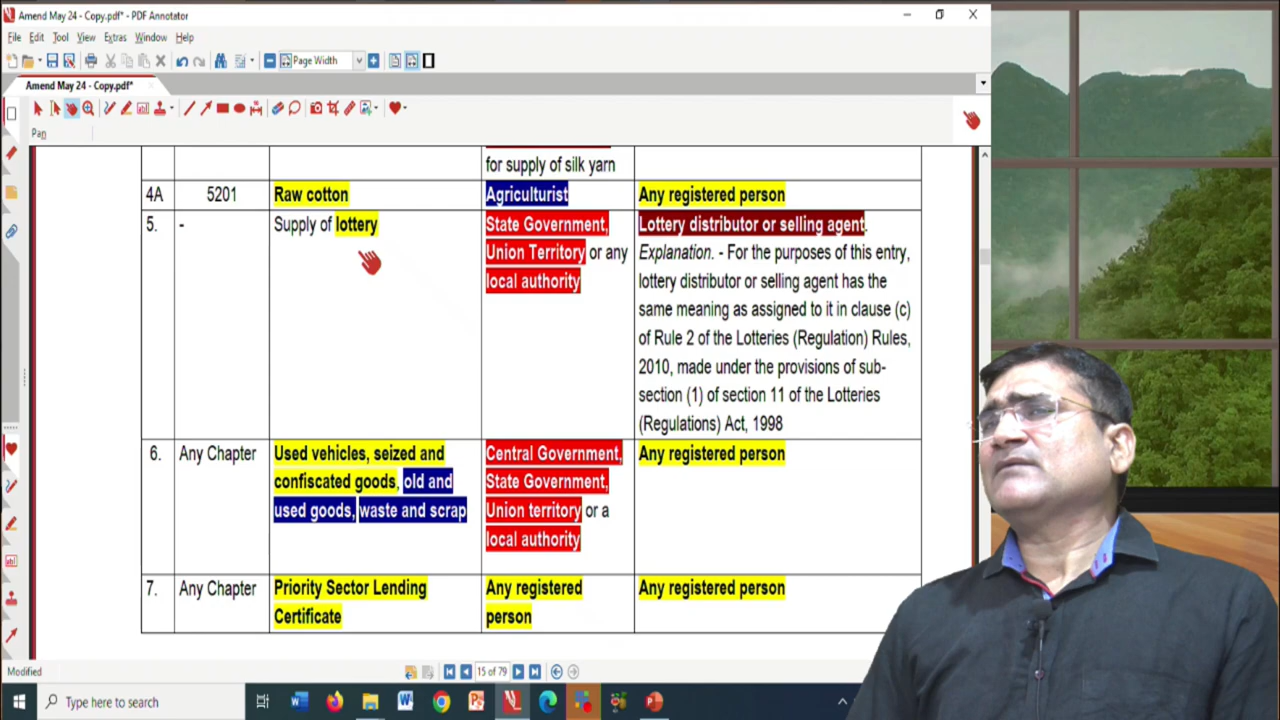 Amend May 24 - Copy.pdf* - PDF Annotator
File Edit Tool View Extras Window Help
Page Width
Amend May 24 - Copy.pdf*
Pan
for supply of silk yarn
4A 5201 Raw cotton Agriculturist Any registered person
5. - Supply of lottery State Government, Lottery distributor or selling agent.
Union Territory or any Explanation. - For the purposes of this entry,
local authority lottery distributor or selling agent has the
same meaning as assigned to it in clause (c)
of Rule 2 of the Lotteries (Regulation) Rules,
2010, made under the provisions of sub-
section (1) of section 11 of the Lotteries
(Regulations) Act, 1998
6. Any Chapter Used vehicles, seized and Central Government, Any registered person
confiscated goods, old and State Government,
used goods, waste and scrap Union territory or a
local authority
7. Any Chapter Priority Sector Lending Any registered Any registered person
Certificate person
Modified 15 of 79
Type here to search